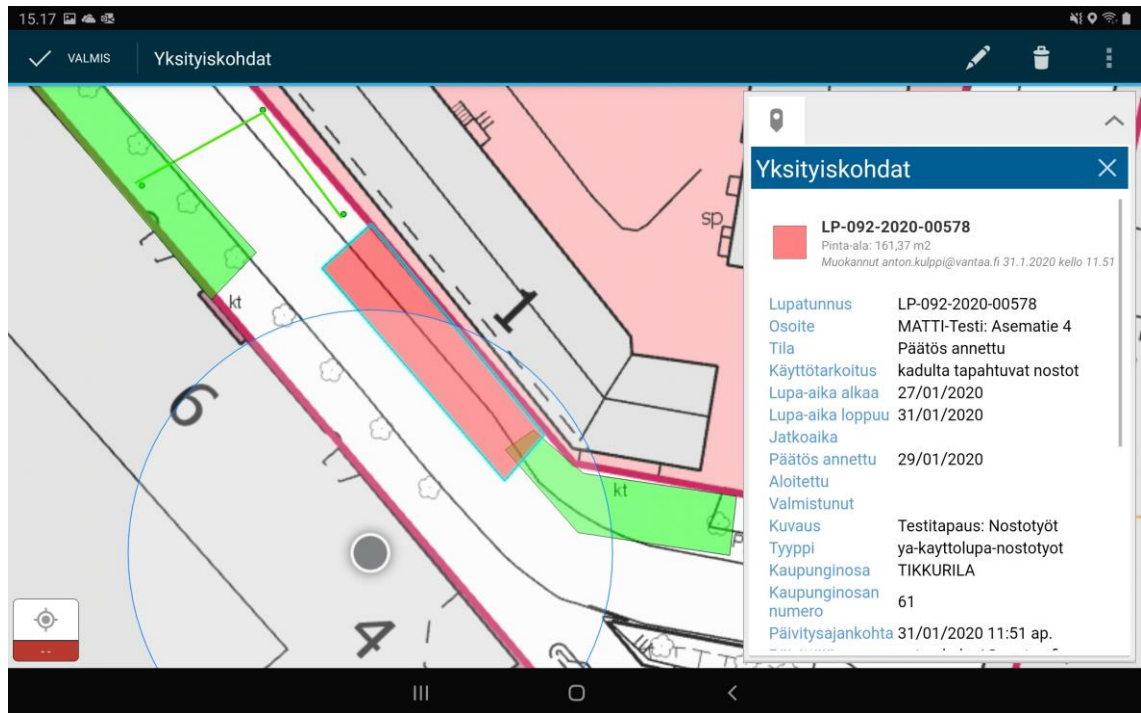 15.17
VALMIS
Yksityiskohdat
kt
sp
1
6
kt
4
Yksityiskohdat
LP-092-2020-00578
Pinta-ala: 161,37 m2
Muokannut anton.kulppi@vantaa.fi 31.1.2020 kello 11.51
Lupatunnus LP-092-2020-00578
Osoite MATTI-Testi: Asematie 4
Tila Päätös annettu
Käyttötarkoitus kadulta tapahtuvat nostot
Lupa-aika alkaa 27/01/2020
Lupa-aika loppuu 31/01/2020
Jatkoaika
Päätös annettu 29/01/2020
Aloitettu
Valmistunut
Kuvaus Testitapaus: Nostotyöt
Tyyppi ya-kayttolupa-nostotyot
Kaupunginosa TIKKURILA
Kaupunginosan
numero 61
Päivitysajankohta 31/01/2020 11:51 ap.
--